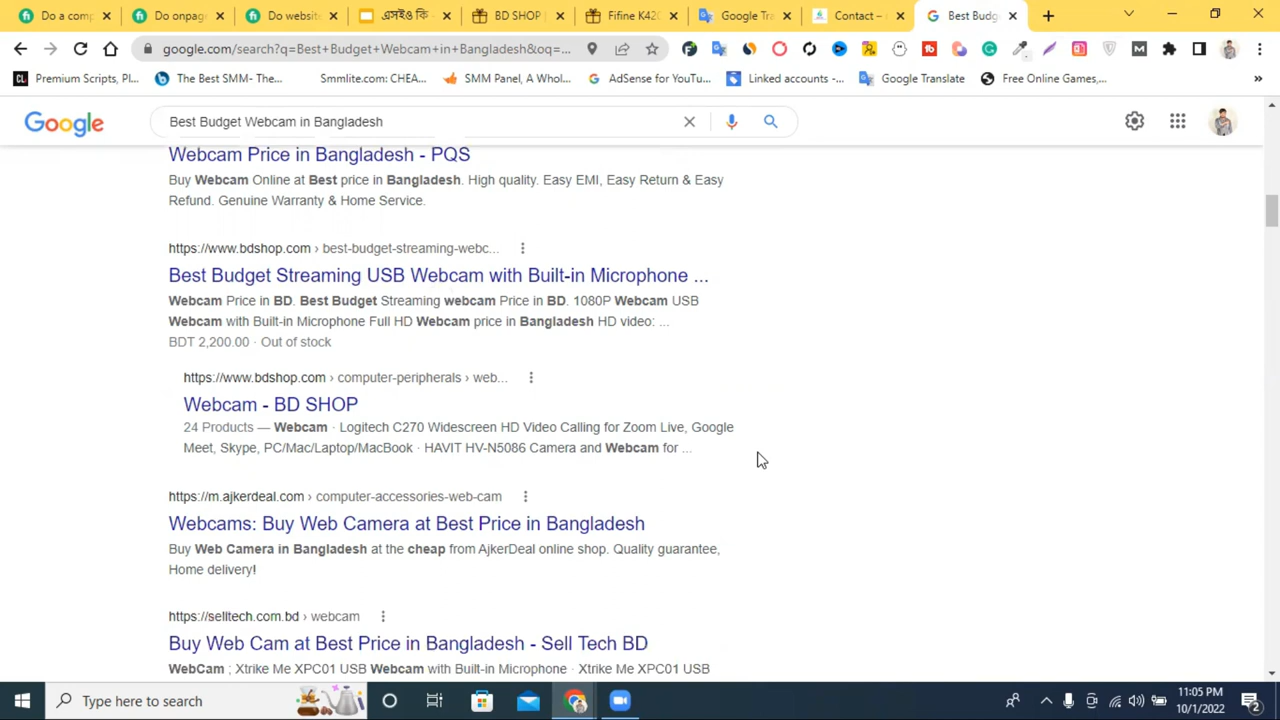 Do a comp
Do onpag
Do website
এসইও কি -
BD SHOP
Fifine K420
Google Tra
Contact –
Best Budg
google.com/search?q=Best+Budget+Webcam+in+Bangladesh&oq=...
Premium Scripts, Pl...
The Best SMM- The...
Smmlite.com: CHEA...
SMM Panel, A Whol...
AdSense for YouTu...
Linked accounts -...
Google Translate
Free Online Games,...
Google
Best Budget Webcam in Bangladesh
Webcam Price in Bangladesh - PQS
Buy Webcam Online at Best price in Bangladesh. High quality. Easy EMI, Easy Return & Easy
Refund. Genuine Warranty & Home Service.
https://www.bdshop.com › best-budget-streaming-webc...
Best Budget Streaming USB Webcam with Built-in Microphone ...
Webcam Price in BD. Best Budget Streaming webcam Price in BD. 1080P Webcam USB
Webcam with Built-in Microphone Full HD Webcam price in Bangladesh HD video: ...
BDT 2,200.00 · Out of stock
https://www.bdshop.com › computer-peripherals › web...
Webcam - BD SHOP
24 Products — Webcam · Logitech C270 Widescreen HD Video Calling for Zoom Live, Google
Meet, Skype, PC/Mac/Laptop/MacBook · HAVIT HV-N5086 Camera and Webcam for ...
https://m.ajkerdeal.com › computer-accessories-web-cam
Webcams: Buy Web Camera at Best Price in Bangladesh
Buy Web Camera in Bangladesh at the cheap from AjkerDeal online shop. Quality guarantee,
Home delivery!
https://selltech.com.bd › webcam
Buy Web Cam at Best Price in Bangladesh - Sell Tech BD
WebCam ; Xtrike Me XPC01 USB Webcam with Built-in Microphone · Xtrike Me XPC01 USB
Type here to search
11:05 PM
10/1/2022
2